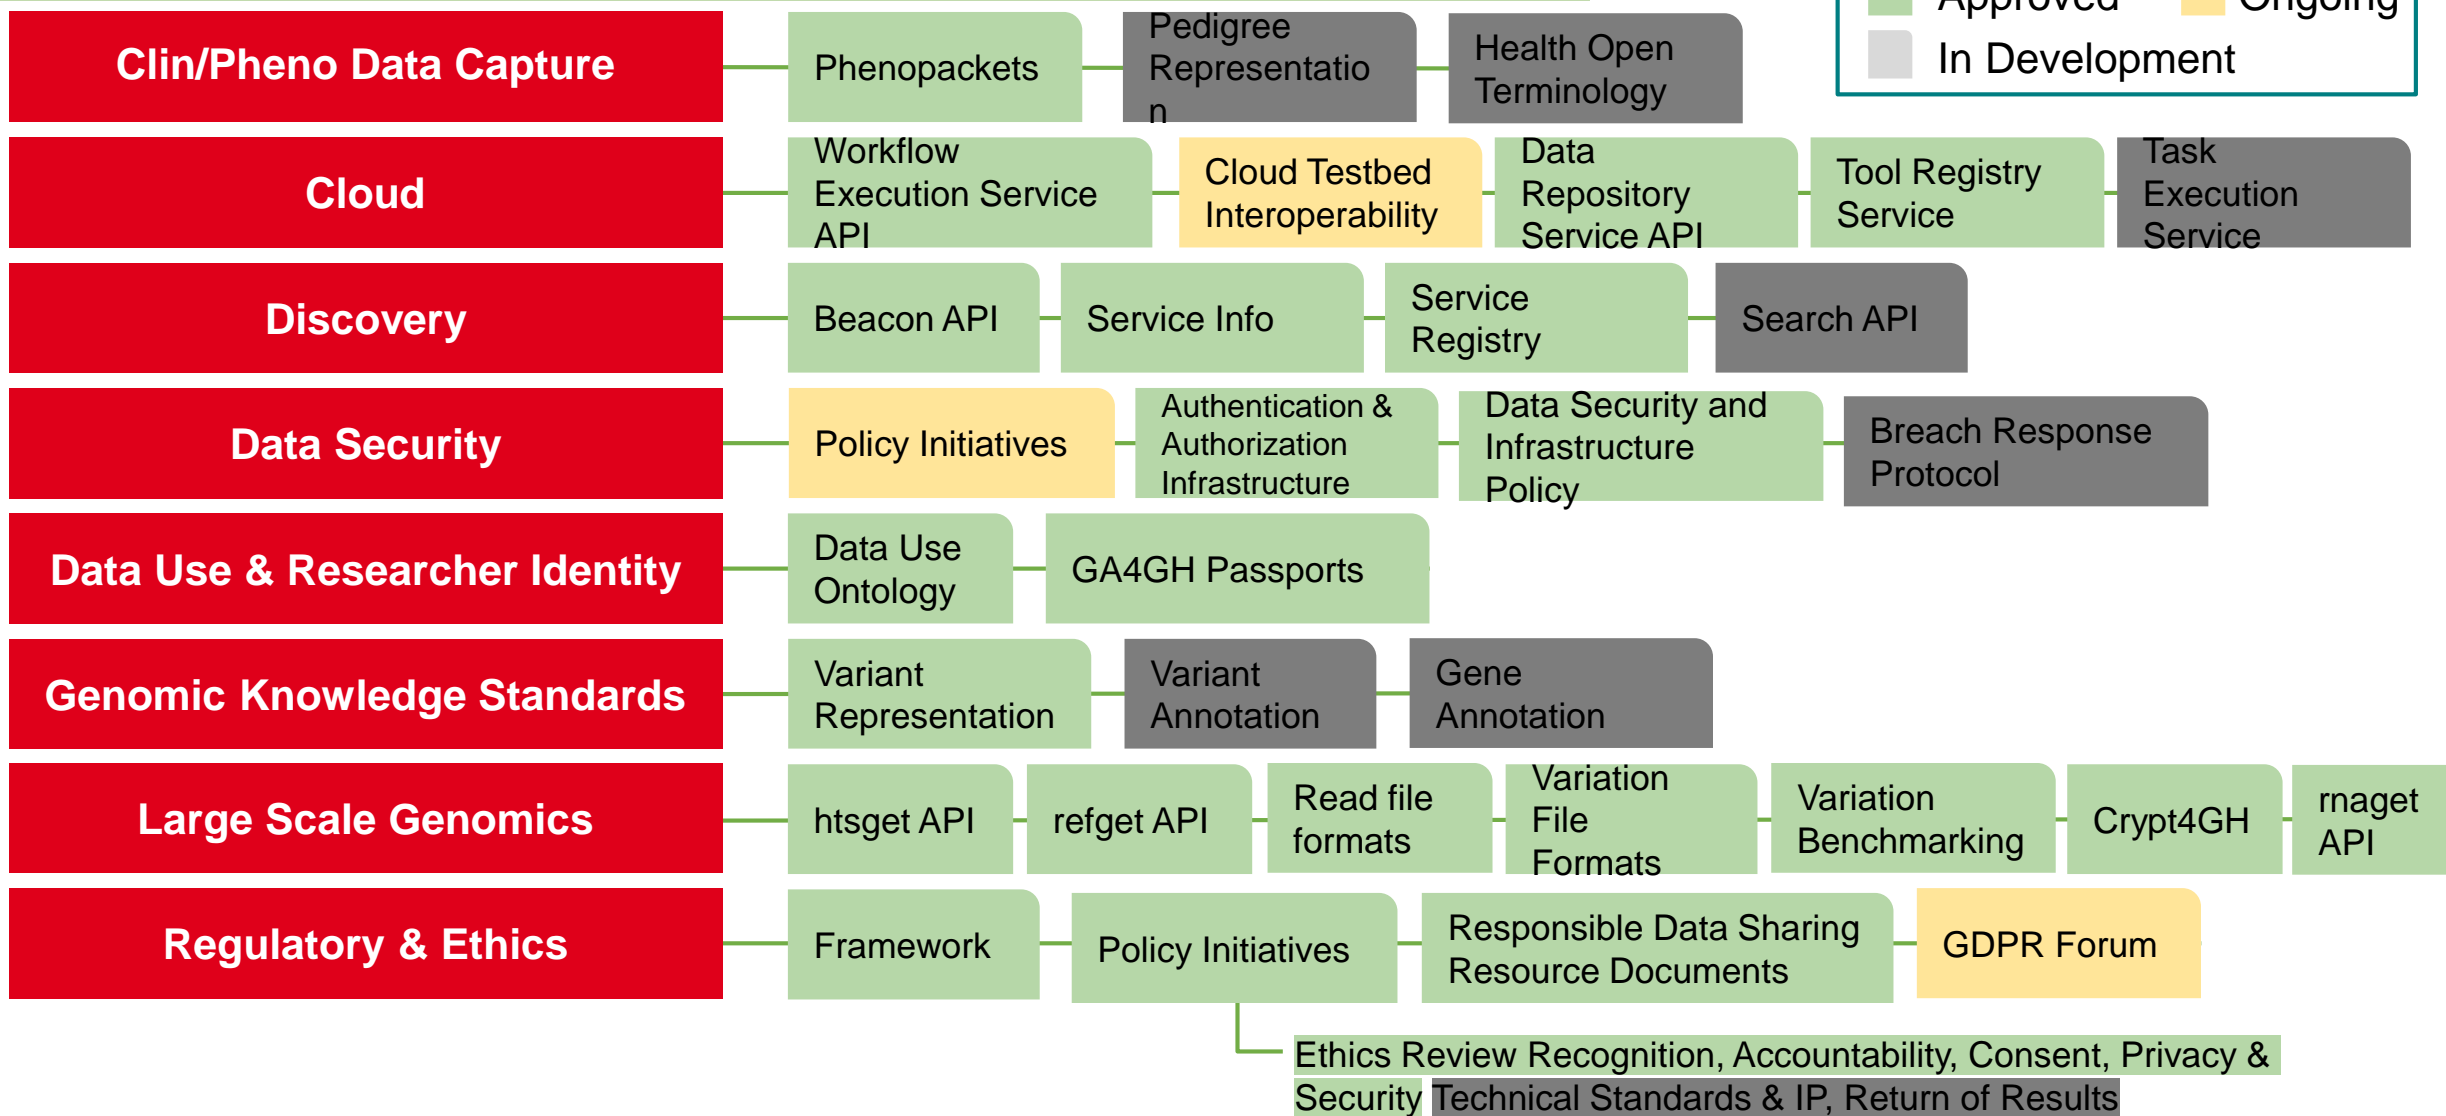 Approved Ongoing
In Development
Clin/Pheno Data Capture
Phenopackets
Pedigree
Representatio
n
Health Open
Terminology
Cloud
Workflow
Execution Service
API
Cloud Testbed
Interoperability
Data
Repository
Service API
Tool Registry
Service
Task
Execution
Service
Discovery
Beacon API
Service Info
Service
Registry
Search API
Data Security
Policy Initiatives
Authentication &
Authorization
Infrastructure
Data Security and
Infrastructure
Policy
Breach Response
Protocol
Data Use & Researcher Identity
Data Use
Ontology
GA4GH Passports
Genomic Knowledge Standards
Variant
Representation
Variant
Annotation
Gene
Annotation
Large Scale Genomics
htsget API
refget API
Read file
formats
Variation
File
Formats
Variation
Benchmarking
Crypt4GH
rnaget
API
Regulatory & Ethics
Framework
Policy Initiatives
Responsible Data Sharing
Resource Documents
GDPR Forum
Ethics Review Recognition, Accountability, Consent, Privacy &
Security Technical Standards & IP, Return of Results